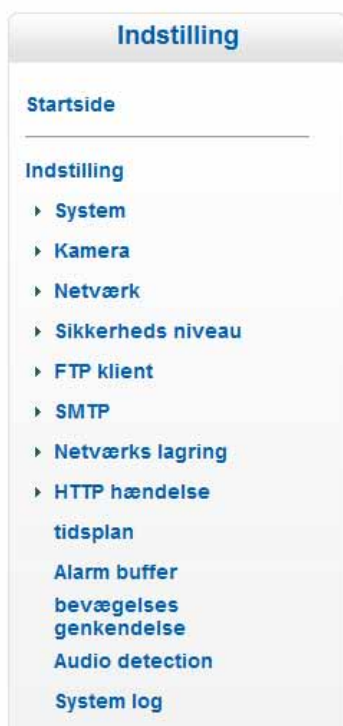 Indstilling
Startside
Indstilling
System
Kamera
Netværk
Sikkerheds niveau
FTP klient
SMTP
Netværks lagring
HTTP hændelse
tidsplan
Alarm buffer
bevægelses
genkendelse
Audio detection
System log